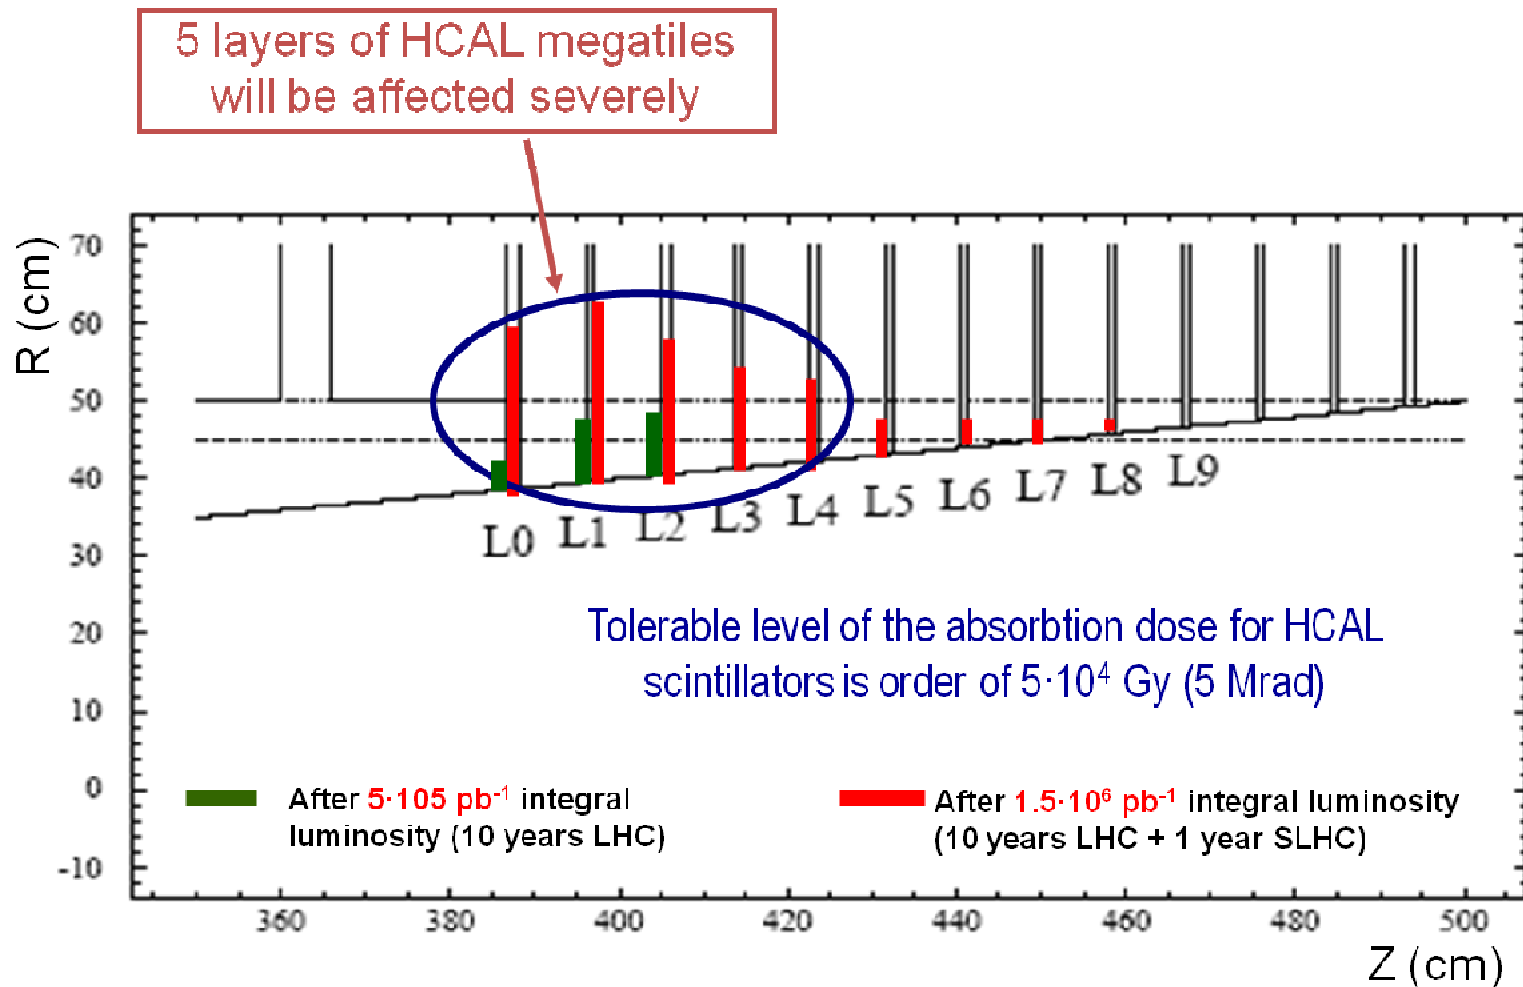 5 layers of HCAL megatiles
will be affected severely
R (cm)
70
60
50
40
30
20
10
0
-10
L0 L1 L2 L3 L4 L5 L6 L7 L8 L9
Tolerable level of the absorbtion dose for HCAL
scintillators is order of 5·10⁴ Gy (5 Mrad)
After 5·105 pb⁻¹ integral
luminosity (10 years LHC)
After 1.5·10⁶ pb⁻¹ integral luminosity
(10 years LHC + 1 year SLHC)
360 380 400 420 440 460 480 500
Z (cm)